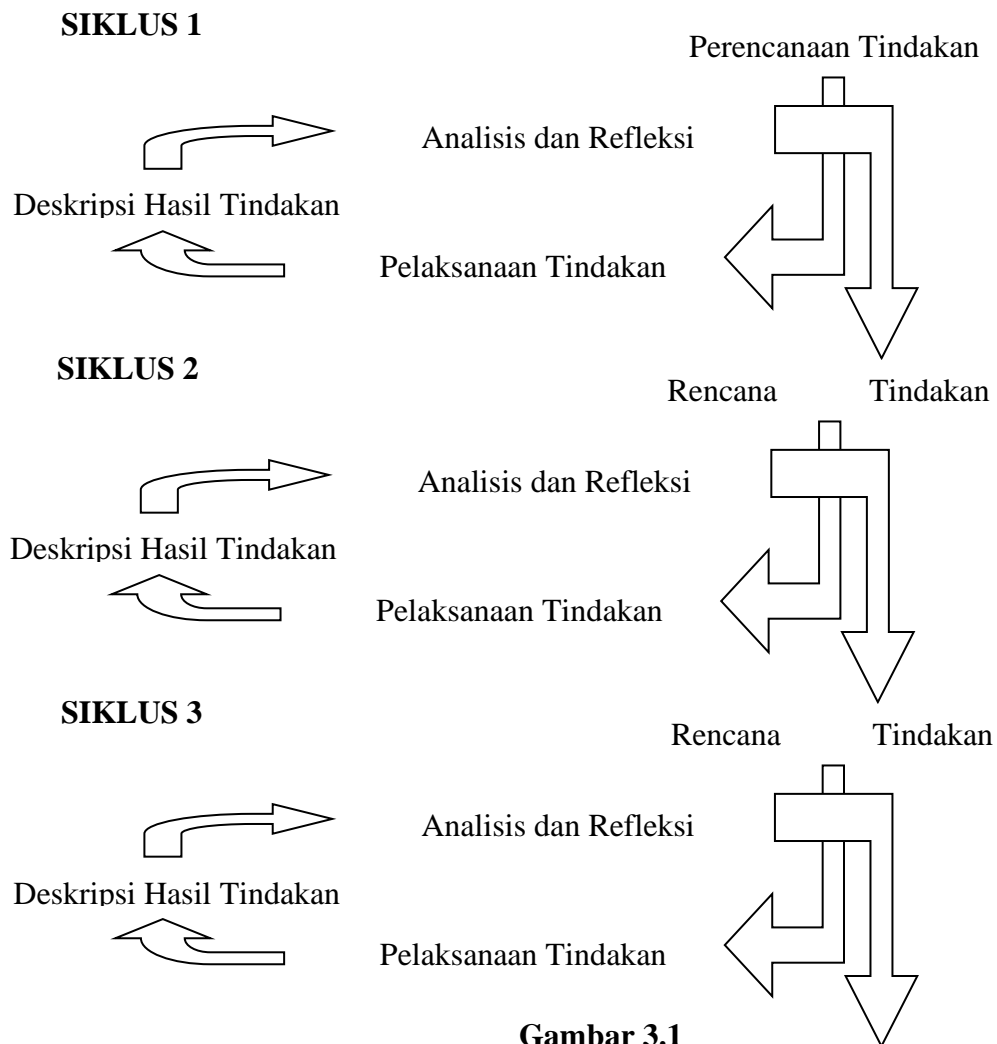 SIKLUS 1
Perencanaan Tindakan
Analisis dan Refleksi
Deskripsi Hasil Tindakan
Pelaksanaan Tindakan
SIKLUS 2
Rencana Tindakan
Analisis dan Refleksi
Deskripsi Hasil Tindakan
Pelaksanaan Tindakan
SIKLUS 3
Rencana Tindakan
Analisis dan Refleksi
Deskripsi Hasil Tindakan
Pelaksanaan Tindakan
Gambar 3.1